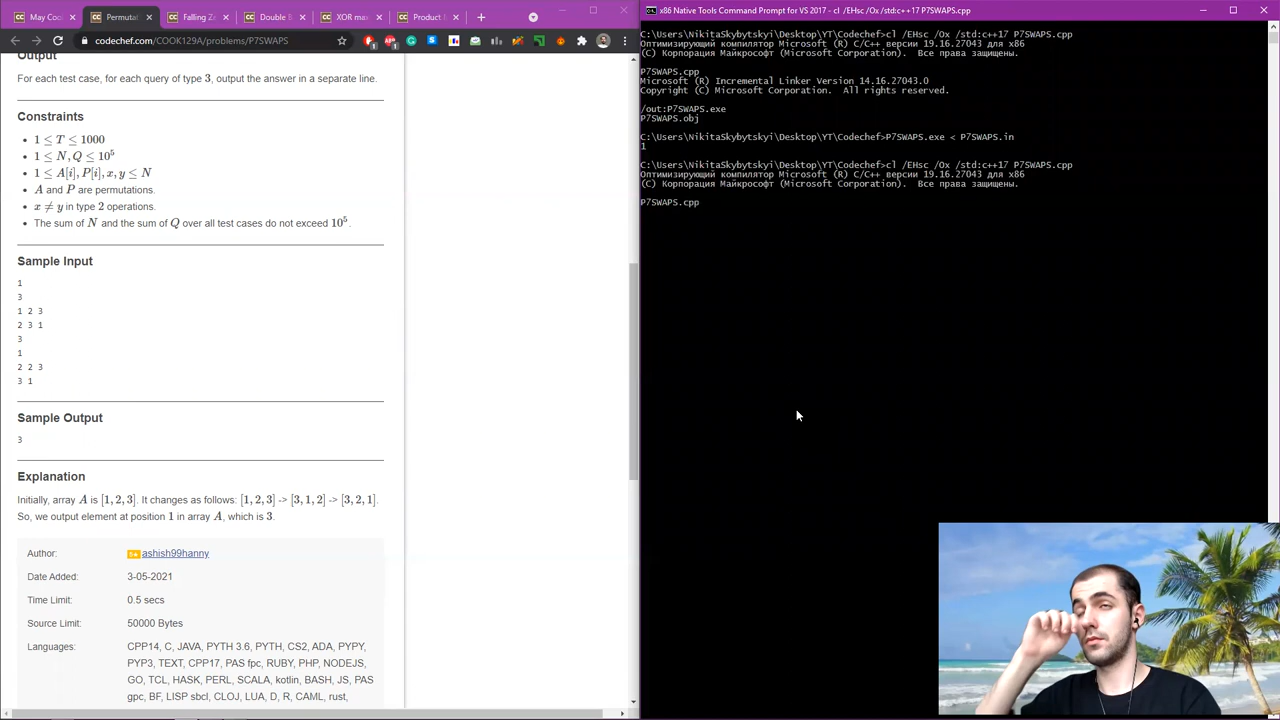 May Coo
Permutat
Falling Ze
Double B
XOR mat
Product B
codechef.com/COOK129A/problems/P7SWAPS
Output
For each test case, for each query of type 3, output the answer in a separate line.
Constraints
1 ≤ T ≤ 1000
1 ≤ N, Q ≤ 10^5
1 ≤ A[i], P[i], x, y ≤ N
A and P are permutations.
x ≠ y in type 2 operations.
The sum of N and the sum of Q over all test cases do not exceed 10^5.
Sample Input
1
3
1 2 3
2 3 1
3
1
2 2 3
3 1
Sample Output
3
Explanation
Initially, array A is [1, 2, 3]. It changes as follows: [1, 2, 3] -> [3, 1, 2] -> [3, 2, 1].
So, we output element at position 1 in array A, which is 3.
Author: 5★ ashish99hanny
Date Added: 3-05-2021
Time Limit: 0.5 secs
Source Limit: 50000 Bytes
Languages: CPP14, C, JAVA, PYTH 3.6, PYTH, CS2, ADA, PYPY,
PYP3, TEXT, CPP17, PAS fpc, RUBY, PHP, NODEJS,
GO, TCL, HASK, PERL, SCALA, kotlin, BASH, JS, PAS
gpc, BF, LISP sbcl, CLOJ, LUA, D, R, CAML, rust,
x86 Native Tools Command Prompt for VS 2017 - cl /EHsc /Ox /std:c++17 P7SWAPS.cpp
C:\Users\NikitaSkybytskyi\Desktop\YT\Codechef>cl /EHsc /Ox /std:c++17 P7SWAPS.cpp
Оптимизирующий компилятор Microsoft (R) C/C++ версии 19.16.27043 для x86
(C) Корпорация Майкрософт (Microsoft Corporation). Все права защищены.
P7SWAPS.cpp
Microsoft (R) Incremental Linker Version 14.16.27043.0
Copyright (C) Microsoft Corporation. All rights reserved.
/out:P7SWAPS.exe
P7SWAPS.obj
C:\Users\NikitaSkybytskyi\Desktop\YT\Codechef>P7SWAPS.exe < P7SWAPS.in
1
C:\Users\NikitaSkybytskyi\Desktop\YT\Codechef>cl /EHsc /Ox /std:c++17 P7SWAPS.cpp
Оптимизирующий компилятор Microsoft (R) C/C++ версии 19.16.27043 для x86
(C) Корпорация Майкрософт (Microsoft Corporation). Все права защищены.
P7SWAPS.cpp